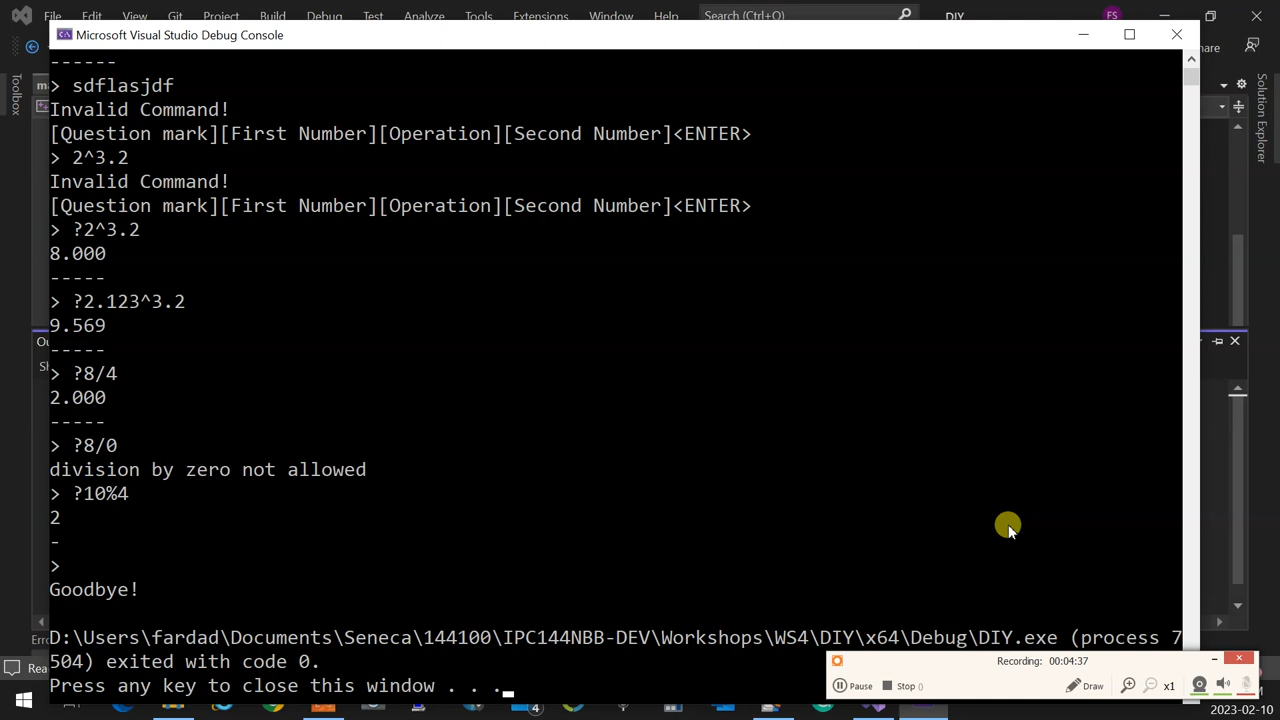 File Edit View Git Project Build Debug Test Analyze Tools Extensions Window Help Search (Ctrl+Q) DIY FS
Microsoft Visual Studio Debug Console
------
> sdflasjdf
Invalid Command!
[Question mark][First Number][Operation][Second Number]<ENTER>
> 2^3.2
Invalid Command!
[Question mark][First Number][Operation][Second Number]<ENTER>
> ?2^3.2
8.000
-----
> ?2.123^3.2
9.569
-----
> ?8/4
2.000
-----
> ?8/0
division by zero not allowed
> ?10%4
2
-
>
Goodbye!
D:\Users\fardad\Documents\Seneca\144100\IPC144NBB-DEV\Workshops\WS4\DIY\x64\Debug\DIY.exe (process 7
504) exited with code 0.
Press any key to close this window . . .
Toolbox
Solution Explorer
Recording: 00:04:37
Pause Stop () Draw x1
2023-02-10